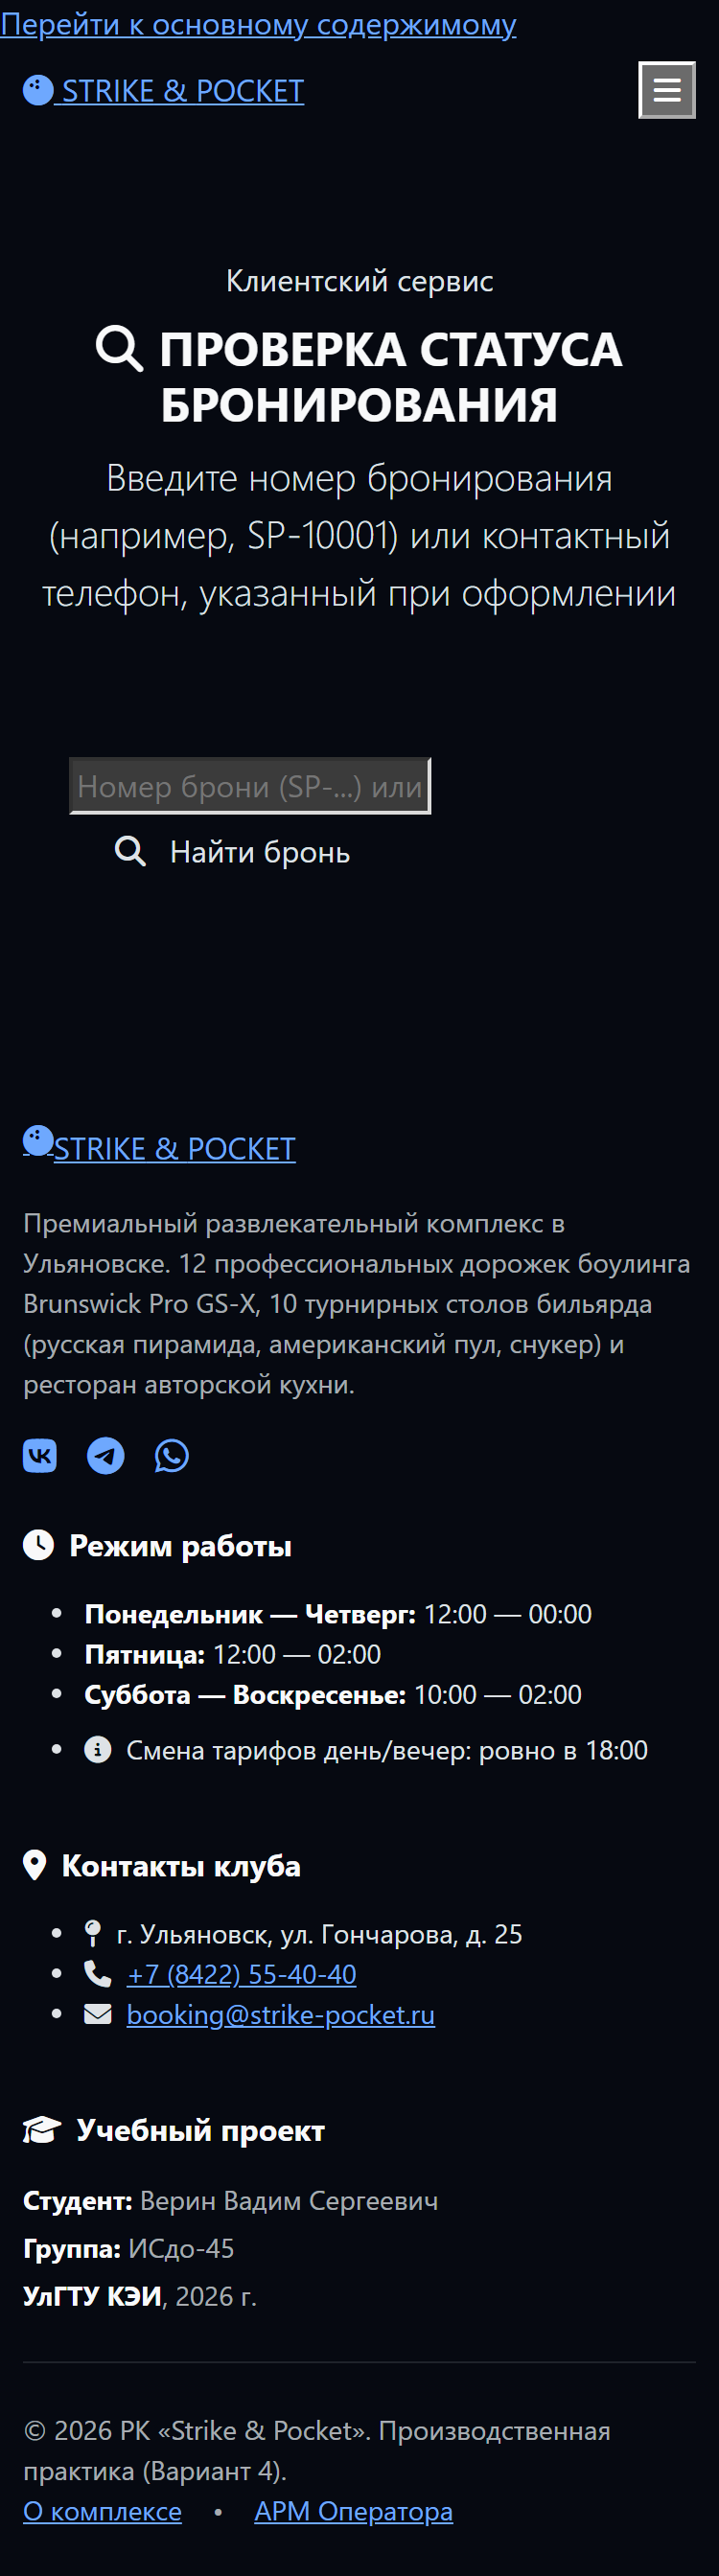 Перейти к основному содержимому
STRIKE & POCKET
Клиентский сервис
ПРОВЕРКА СТАТУСА
БРОНИРОВАНИЯ
Введите номер бронирования
(например, SP-10001) или контактный
телефон, указанный при оформлении
Номер брони (SP-...) или
Найти бронь
STRIKE & POCKET
Премиальный развлекательный комплекс в
Ульяновске. 12 профессиональных дорожек боулинга
Brunswick Pro GS-X, 10 турнирных столов бильярда
(русская пирамида, американский пул, снукер) и
ресторан авторской кухни.
Режим работы
Понедельник — Четверг: 12:00 — 00:00
Пятница: 12:00 — 02:00
Суббота — Воскресенье: 10:00 — 02:00
Смена тарифов день/вечер: ровно в 18:00
Контакты клуба
г. Ульяновск, ул. Гончарова, д. 25
+7 (8422) 55-40-40
booking@strike-pocket.ru
Учебный проект
Студент: Верин Вадим Сергеевич
Группа: ИСдо-45
УлГТУ КЭИ, 2026 г.
© 2026 РК «Strike & Pocket». Производственная
практика (Вариант 4).
О комплексе • АРМ Оператора